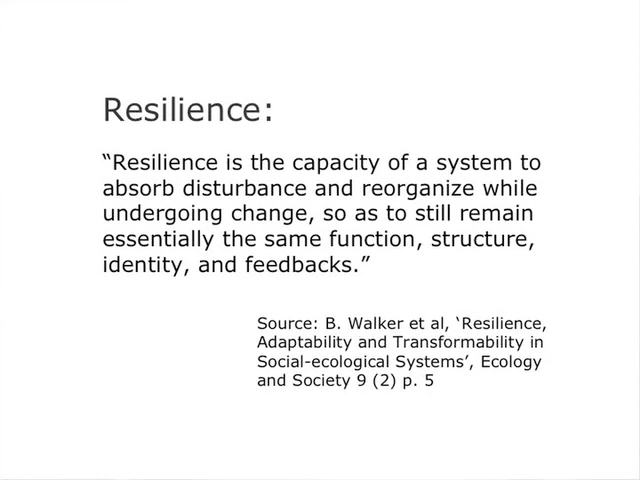 Resilience:
“Resilience is the capacity of a system to
absorb disturbance and reorganize while
undergoing change, so as to still remain
essentially the same function, structure,
identity, and feedbacks.”
Source: B. Walker et al, ‘Resilience,
Adaptability and Transformability in
Social-ecological Systems’, Ecology
and Society 9 (2) p. 5